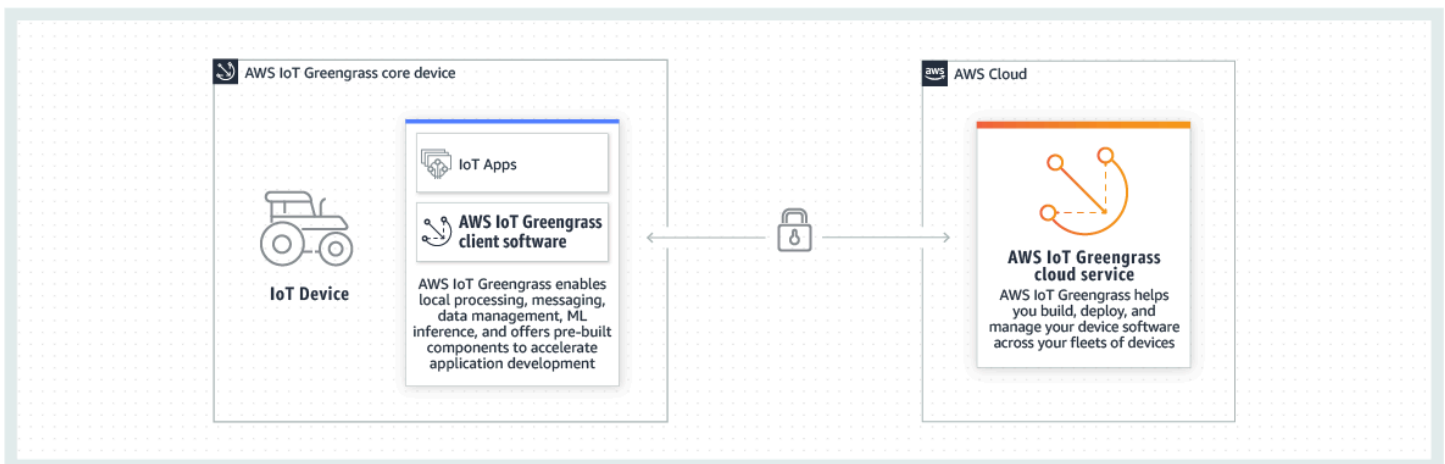 AWS IoT Greengrass core device
IoT Device
IoT Apps
AWS IoT Greengrass
client software
AWS IoT Greengrass enables
local processing, messaging,
data management, ML
inference, and offers pre-built
components to accelerate
application development
aws
AWS Cloud
AWS IoT Greengrass
cloud service
AWS IoT Greengrass helps
you build, deploy, and
manage your device software
across your fleets of devices